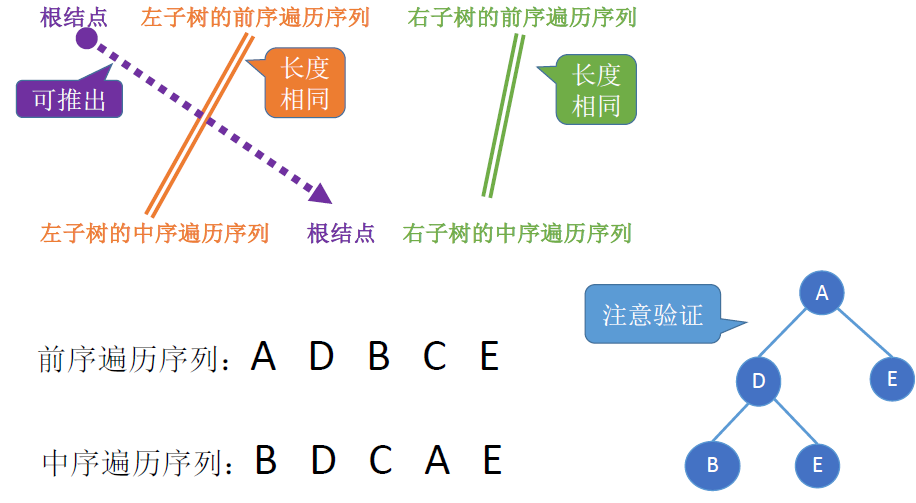 根结点 左子树的前序遍历序列 右子树的前序遍历序列
可推出
长度
相同
长度
相同
左子树的中序遍历序列 根结点 右子树的中序遍历序列
注意验证
A
前序遍历序列：A D B C E
D E
中序遍历序列：B D C A E
B E